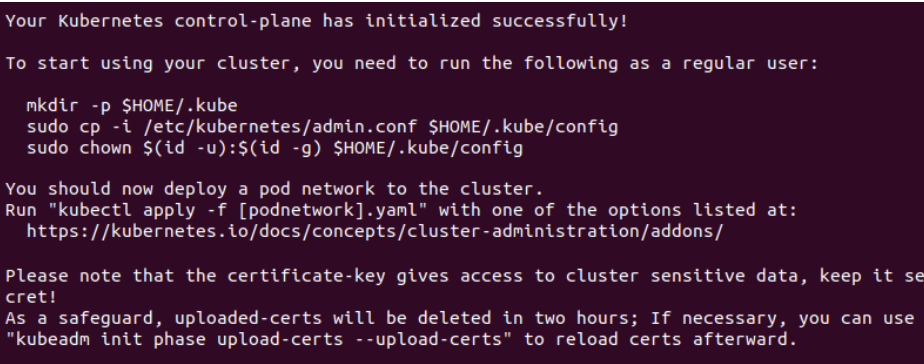 Your Kubernetes control-plane has initialized successfully!
To start using your cluster, you need to run the following as a regular user:
mkdir -p $HOME/.kube
sudo cp -i /etc/kubernetes/admin.conf $HOME/.kube/config
sudo chown $(id -u):$(id -g) $HOME/.kube/config
You should now deploy a pod network to the cluster.
Run "kubectl apply -f [podnetwork].yaml" with one of the options listed at:
https://kubernetes.io/docs/concepts/cluster-administration/addons/
Please note that the certificate-key gives access to cluster sensitive data, keep it se
cret!
As a safeguard, uploaded-certs will be deleted in two hours; If necessary, you can use
"kubeadm init phase upload-certs --upload-certs" to reload certs afterward.